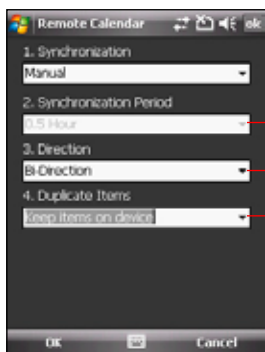 Remote Calendar ok
1. Synchronization
Manual
2. Synchronization Period
0.5 Hour
3. Direction
Bi-Direction
4. Duplicate Items
Keep items on device
OK Cancel